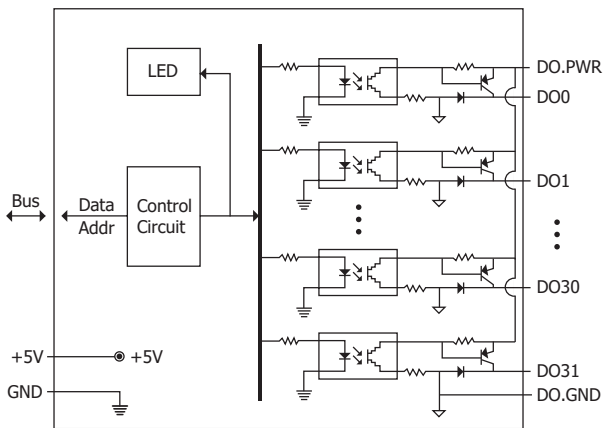 LED
DO.PWR
DO0
DO1
Bus
Data
Addr
Control
Circuit
DO30
+5V
+5V
DO31
GND
DO.GND